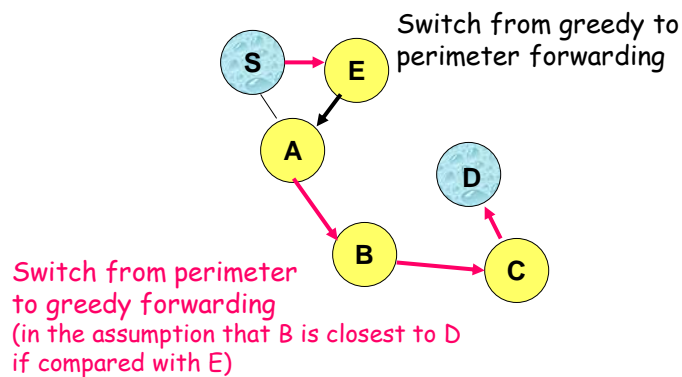 Switch from greedy to
perimeter forwarding
S
E
A
D
B
C
Switch from perimeter
to greedy forwarding
(in the assumption that B is closest to D
if compared with E)